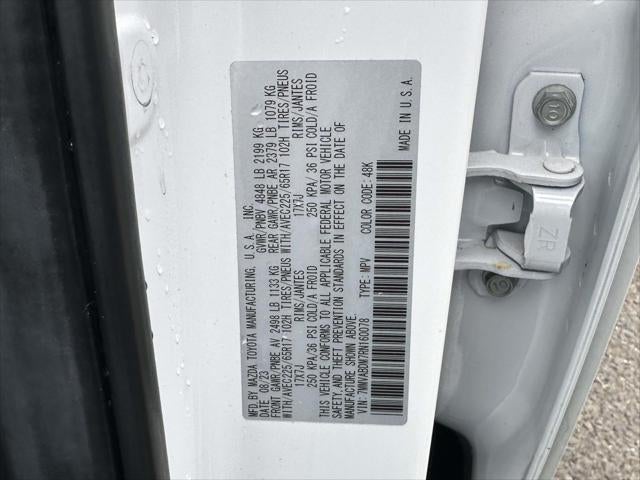 MFD BY MAZDA TOYOTA MANUFACTURING, U.S.A. INC.
DATE 08/23 GVWR/PNBV 4848 LB 2199 KG
FRONT GAWR/PNBE AV 2498 LB 1133 KG REAR GAWR/PNBE AR 2379 LB 1079 KG
WITH/AVEC225/65R17 102H TIRES/PNEUS WITH/AVEC225/65R17 102H TIRES/PNEUS
17X7J RIMS/JANTES 17X7J RIMS/JANTES
250 KPA/36 PSI COLD/A FROID 250 KPA/ 36 PSI COLD/A FROID
THIS VEHICLE CONFORMS TO ALL APPLICABLE FEDERAL MOTOR VEHICLE
SAFETY, AND THEFT PREVENTION STANDARDS IN EFFECT ON THE DATE OF
MANUFACTURE SHOWN ABOVE.
VIN: 7MMVABDM7RN160078 TYPE: MPV COLOR CODE: 48K
MADE IN U.S.A.
ZR
8